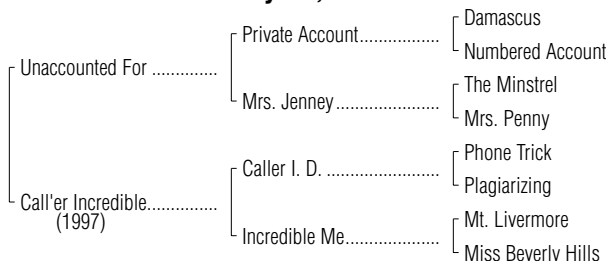 Damascus
Private Account..................
Numbered Account
Unaccounted For ..............
The Minstrel
Mrs. Jenney......................
Mrs. Penny
Phone Trick
Caller I. D. ........................
Plagiarizing
Call'er Incredible...............
(1997)
Mt. Livermore
Incredible Me....................
Miss Beverly Hills